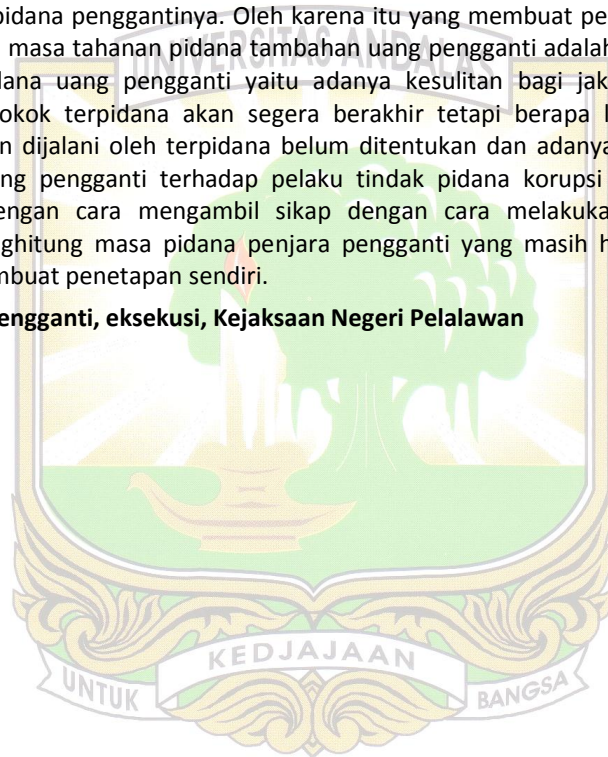 pidana penggantinya. Oleh karena itu yang membuat pe
masa tahanan pidana tambahan uang pengganti adalah
UNIVERSITAS ANDALAS
dana uang pengganti yaitu adanya kesulitan bagi jak
okok terpidana akan segera berakhir tetapi berapa l
n dijalani oleh terpidana belum ditentukan dan adanya
ng pengganti terhadap pelaku tindak pidana korupsi
engan cara mengambil sikap dengan cara melakuka
ghitung masa pidana penjara pengganti yang masih h
mbuat penetapan sendiri.
engganti, eksekusi, Kejaksaan Negeri Pelalawan
UNTUK KEDJAJAAN BANGSA